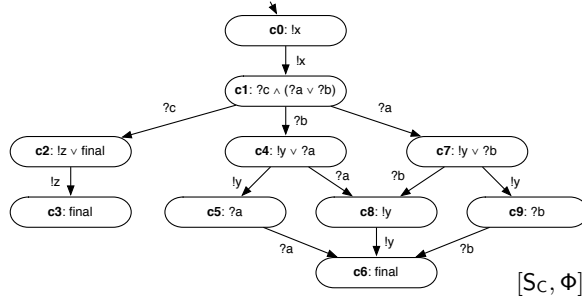 c0: !x
!x
c1: ?c ∧ (?a ∨ ?b)
?c
?b
?a
c2: !z ∨ final
c4: !y ∨ ?a
c7: !y ∨ ?b
!z
!y
?a
?b
!y
c3: final
c5: ?a
c8: !y
c9: ?b
?a
!y
?b
c6: final
[S_C, Φ]